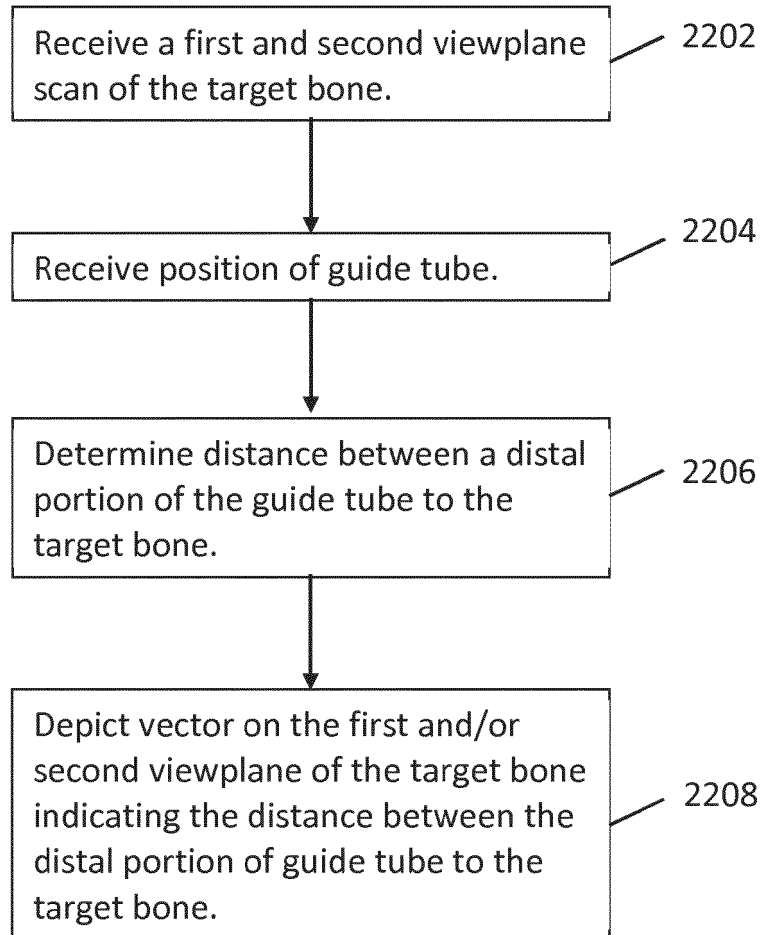 Receive a first and second viewplane
scan of the target bone.
2202
Receive position of guide tube.
2204
Determine distance between a distal
portion of the guide tube to the
target bone.
2206
Depict vector on the first and/or
second viewplane of the target bone
indicating the distance between the
distal portion of guide tube to the
target bone.
2208